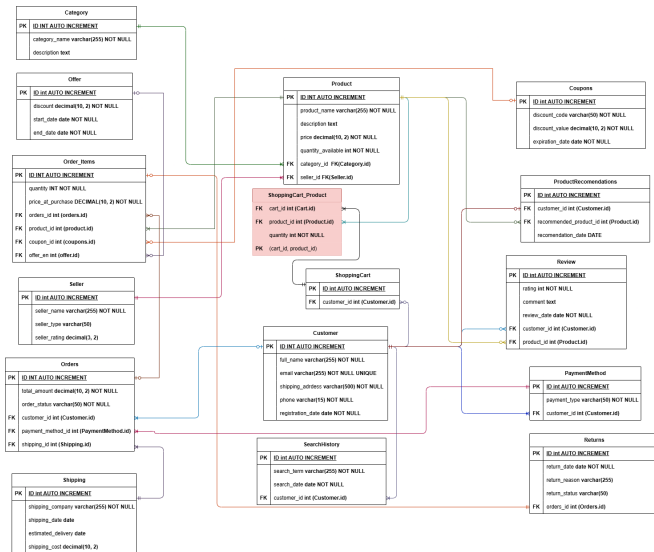 Category
PK ID INT AUTO INCREMENT
category_name varchar(255) NOT NULL
description text
Offer
PK ID int AUTO INCREMENT
discount decimal(10, 2) NOT NULL
start_date date NOT NULL
end_date date NOT NULL
Order_Items
PK ID INT AUTO INCREMENT
quantity INT NOT NULL
price_at_purchase DECIMAL(10, 2) NOT NULL
FK orders_id int (orders.id)
FK product_id int (product.id)
FK coupon_id int (coupons.id)
FK offer_en int (offer.id)
Seller
PK ID int AUTO INCREMENT
seller_name varchar(255) NOT NULL
seller_type varchar(50)
seller_rating decimal(3, 2)
Orders
PK ID INT AUTO INCREMENT
total_amount decimal(10, 2) NOT NULL
order_status varchar(50) NOT NULL
FK customer_id int (Customer.id)
FK payment_method_id int (PaymentMethod.id)
FK shipping_id int (Shipping.id)
Shipping
PK ID int AUTO INCREMENT
shipping_company varchar(255) NOT NULL
shipping_date date
estimated_delivery date
shipping_cost decimal(10, 2)
Product
PK ID INT AUTO INCREMENT
product_name varchar(255) NOT NULL
description text
price decimal(10, 2) NOT NULL
quantity_available int NOT NULL
FK category_id FK(Category.id)
FK seller_id FK(Seller.id)
ShoppingCart_Product
FK cart_id int (Cart.id)
FK product_id int (Product.id)
quantity int NOT NULL
PK (cart_id, product_id)
ShoppingCart
PK ID int AUTO INCREMENT
FK customer_id int (Customer.id)
Customer
PK ID INT AUTO INCREMENT
full_name varchar(255) NOT NULL
email varchar(255) NOT NULL UNIQUE
shipping_adrdess varchar(500) NOT NULL
phone varchar(15) NOT NULL
registration_date date NOT NULL
SearchHistory
PK ID int AUTO INCREMENT
search_term varchar(255) NOT NULL
search_date date NOT NULL
FK customer_id int (Customer.id)
Coupons
PK ID int AUTO INCREMENT
discount_code varchar(50) NOT NULL
discount_value decimal(10, 2) NOT NULL
expiration_date date NOT NULL
ProductRecomendations
PK ID int AUTO INCREMENT
FK customer_id int (Customer.id)
FK recommended_product_id int (Product.id)
recomendation_date DATE
Review
PK ID int AUTO INCREMENT
rating int NOT NULL
comment text
review_date date NOT NULL
FK customer_id int (Customer.id)
FK product_id int (Product.id)
PaymentMethod
PK ID int AUTO INCREMENT
payment_type varchar(50) NOT NULL
FK customer_id int (Customer.id)
Returns
PK ID int AUTO INCREMENT
return_date date NOT NULL
return_reason varchar(255)
return_status varchar(50)
FK orders_id int (Orders.id)